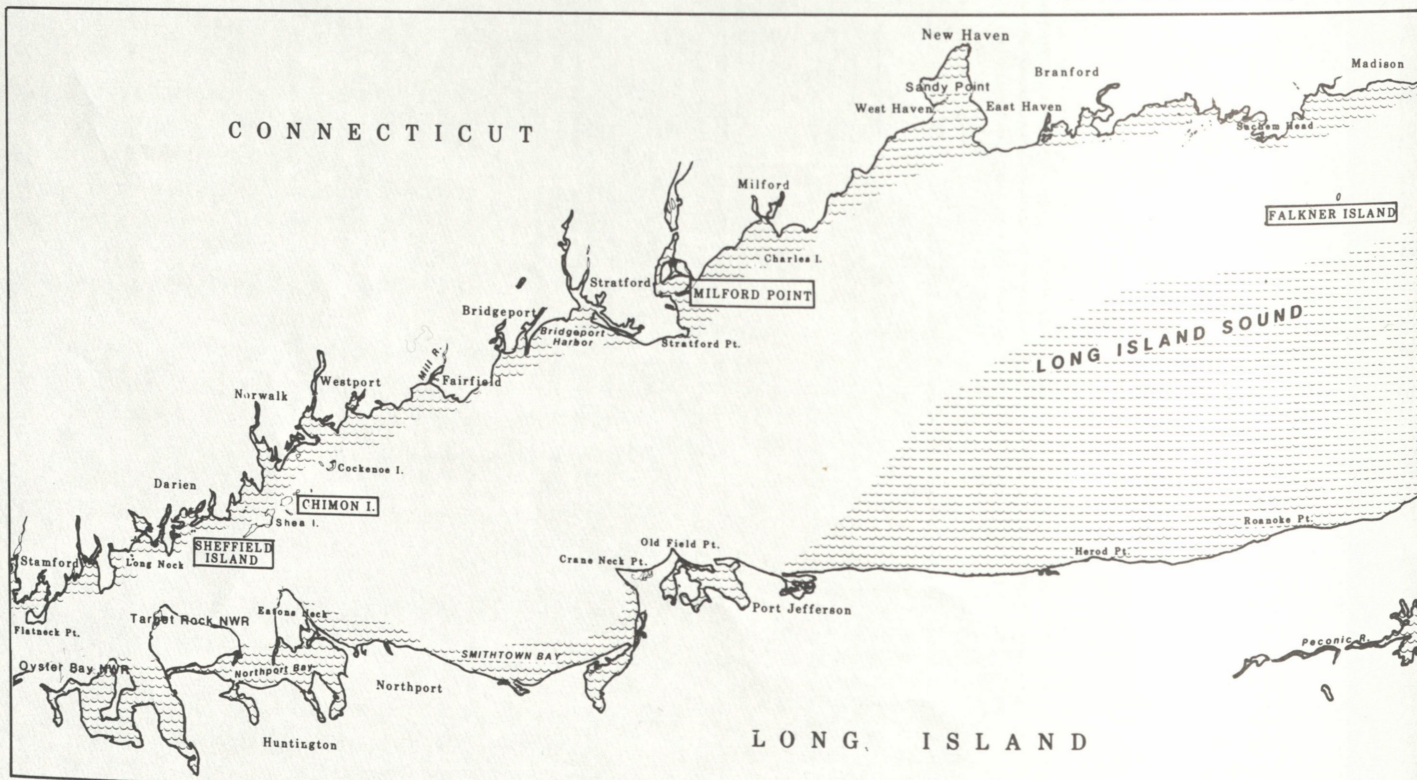 New Haven
Madison
Branford
Sandy Point
West Haven
East Haven
Sachem Head
CONNECTICUT
Milford
FALKNER ISLAND
Charles I.
Stratford
MILFORD POINT
Bridgeport
Bridgeport
Harbor
Stratford Pt.
LONG ISLAND SOUND
Mill R.
Fairfield
Westport
Norwalk
Cockenoe I.
Darien
CHIMON I.
Shea I.
SHEFFIELD
ISLAND
Stamford
Long Neck
Roanoke Pt.
Herod Pt.
Old Field Pt.
Crane Neck Pt.
Port Jefferson
Flatneck Pt.
Target Rock NWR
Eatons Neck
Oyster Bay NWR
Northport Bay
SMITHTOWN BAY
Northport
Peconic R.
Huntington
LONG ISLAND